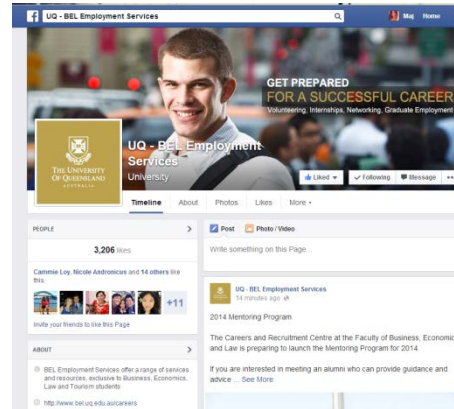 UQ - BEL Employment Services
Maj Home
GET PREPARED
FOR A SUCCESSFUL CAREER
Volunteering, Internships, Networking, Graduate Employment
THE UNIVERSITY
OF QUEENSLAND
AUSTRALIA
UQ - BEL Employment
Services
University
Liked
Following
Message
Timeline About Photos Likes More
PEOPLE
3,206 likes
Cammie Loy, Nicole Andronicus and 14 others like
this.
+11
Invite your friends to like this Page
ABOUT
BEL Employment Services offer a range of services
and resources, exclusive to Business, Economics,
Law and Tourism students
http://www.bel.uq.edu.au/careers
Post Photo / Video
Write something on this Page
UQ - BEL Employment Services
14 minutes ago
2014 Mentoring Program
The Careers and Recruitment Centre at the Faculty of Business, Economic
and Law is preparing to launch the Mentoring Program for 2014
If you are interested in meeting an alumni who can provide guidance and
advice ... See More